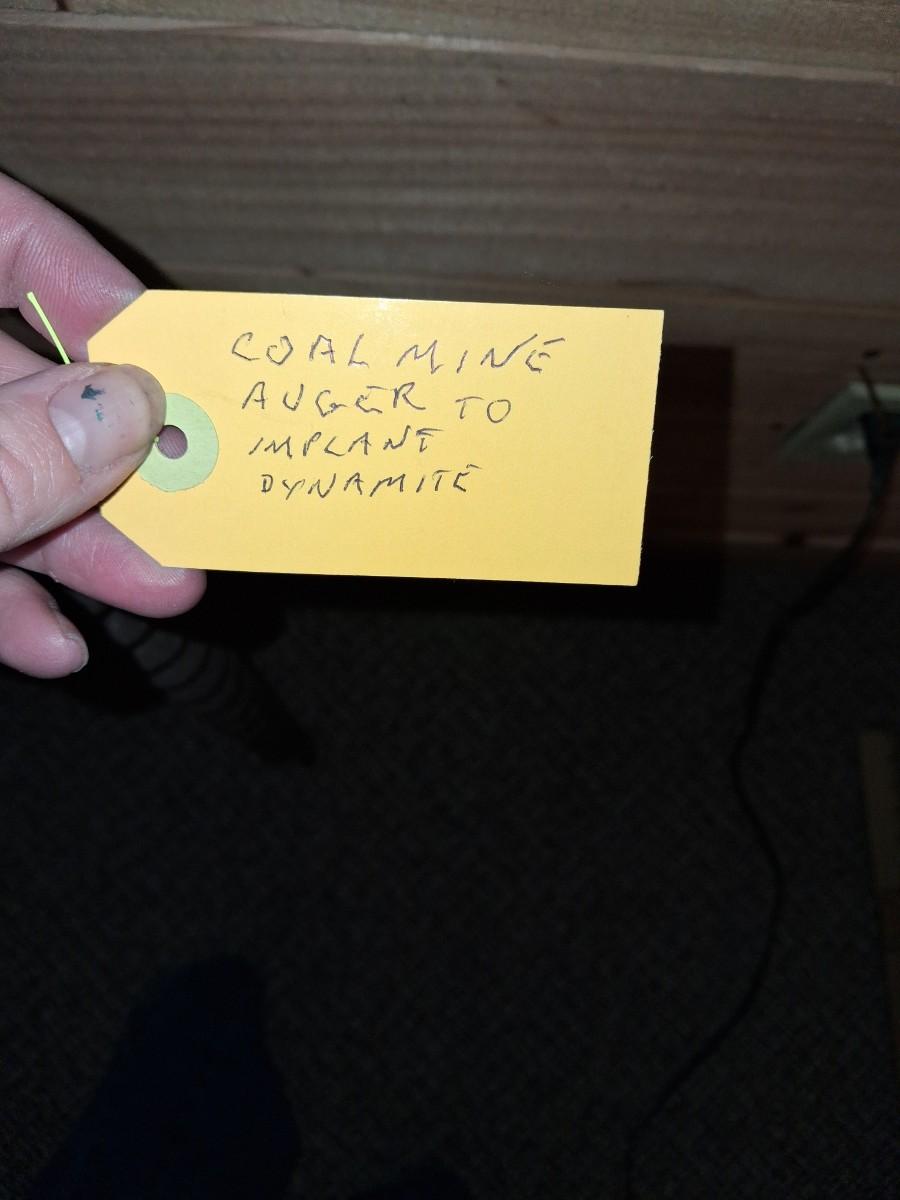 COAL MINE
AUGER TO
IMPLANT
DYNAMITE